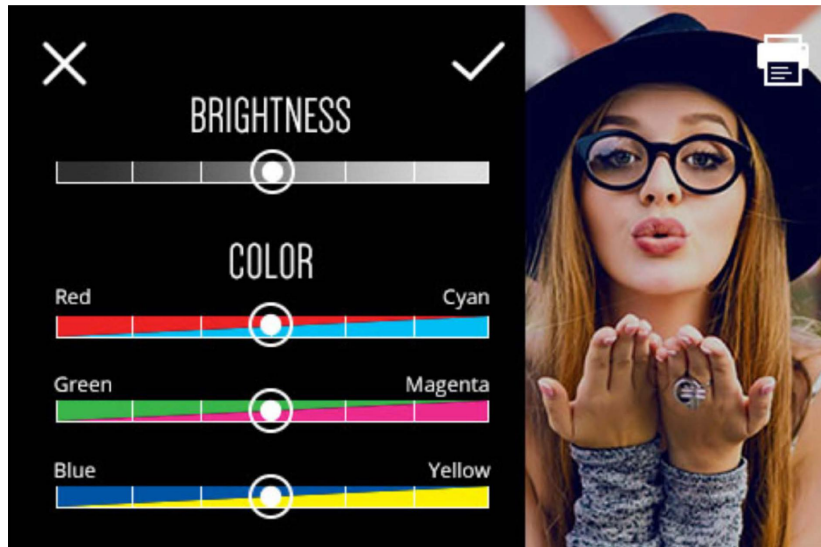 BRIGHTNESS
COLOR
Red Cyan
Green Magenta
Blue Yellow